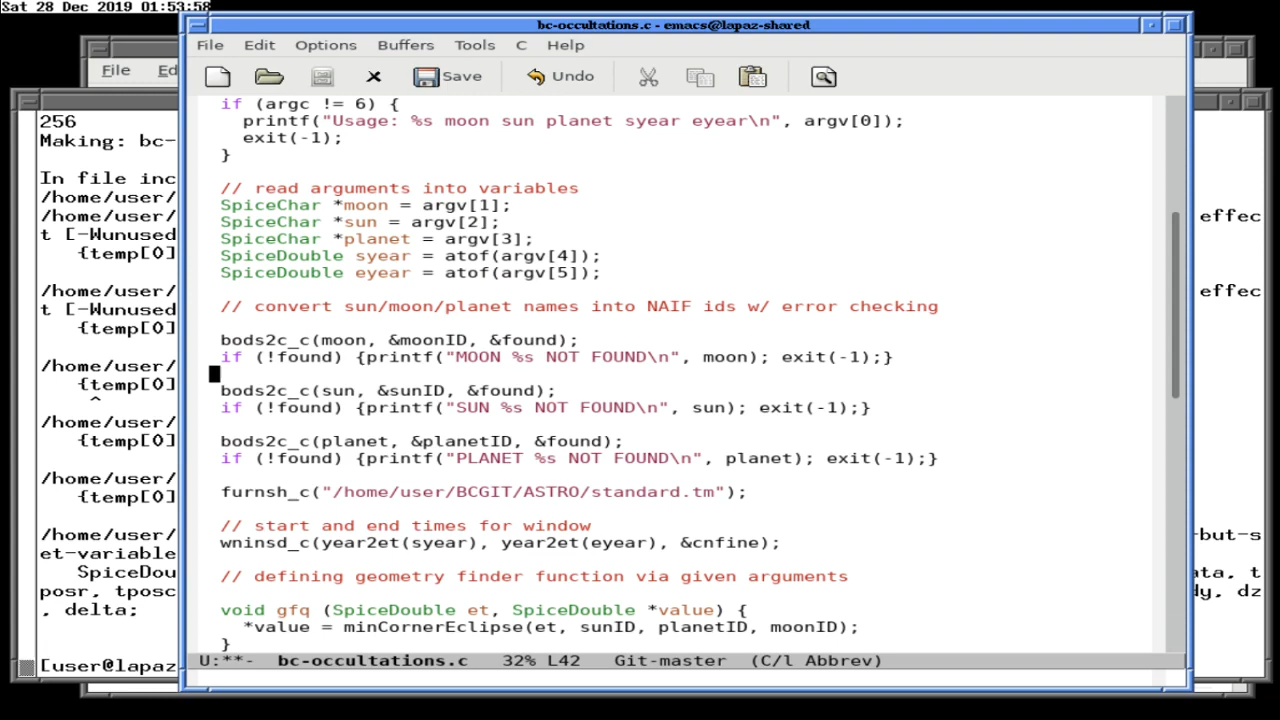 Sat 28 Dec 2019 01:53:58
bc-occultations.c - emacs@lapaz-shared
File Edit Options Buffers Tools C Help
Save Undo
if (argc != 6) {
printf("Usage: %s moon sun planet syear eyear\n", argv[0]);
exit(-1);
}
// read arguments into variables
SpiceChar *moon = argv[1];
SpiceChar *sun = argv[2];
SpiceChar *planet = argv[3];
SpiceDouble syear = atof(argv[4]);
SpiceDouble eyear = atof(argv[5]);
// convert sun/moon/planet names into NAIF ids w/ error checking
bods2c_c(moon, &moonID, &found);
if (!found) {printf("MOON %s NOT FOUND\n", moon); exit(-1);}
bods2c_c(sun, &sunID, &found);
if (!found) {printf("SUN %s NOT FOUND\n", sun); exit(-1);}
bods2c_c(planet, &planetID, &found);
if (!found) {printf("PLANET %s NOT FOUND\n", planet); exit(-1);}
furnsh_c("/home/user/BCGIT/ASTRO/standard.tm");
// start and end times for window
wninsd_c(year2et(syear), year2et(eyear), &cnfine);
// defining geometry finder function via given arguments
void gfq (SpiceDouble et, SpiceDouble *value) {
*value = minCornerEclipse(et, sunID, planetID, moonID);
}
U:**- bc-occultations.c 32% L42 Git-master (C/l Abbrev)
File Ed
256
Making: bc-
In file inc
/home/user/
/home/user/ effec
t [-Wunused
{temp[0]
/home/user/ effec
t [-Wunused
{temp[0]
/home/user/
{temp[0]
^
/home/user/
{temp[0]
/home/user/
{temp[0]
/home/user/ -but-s
et-variable
SpiceDou ata, t
posr, tposc dy, dz
, delta;
[user@lapaz